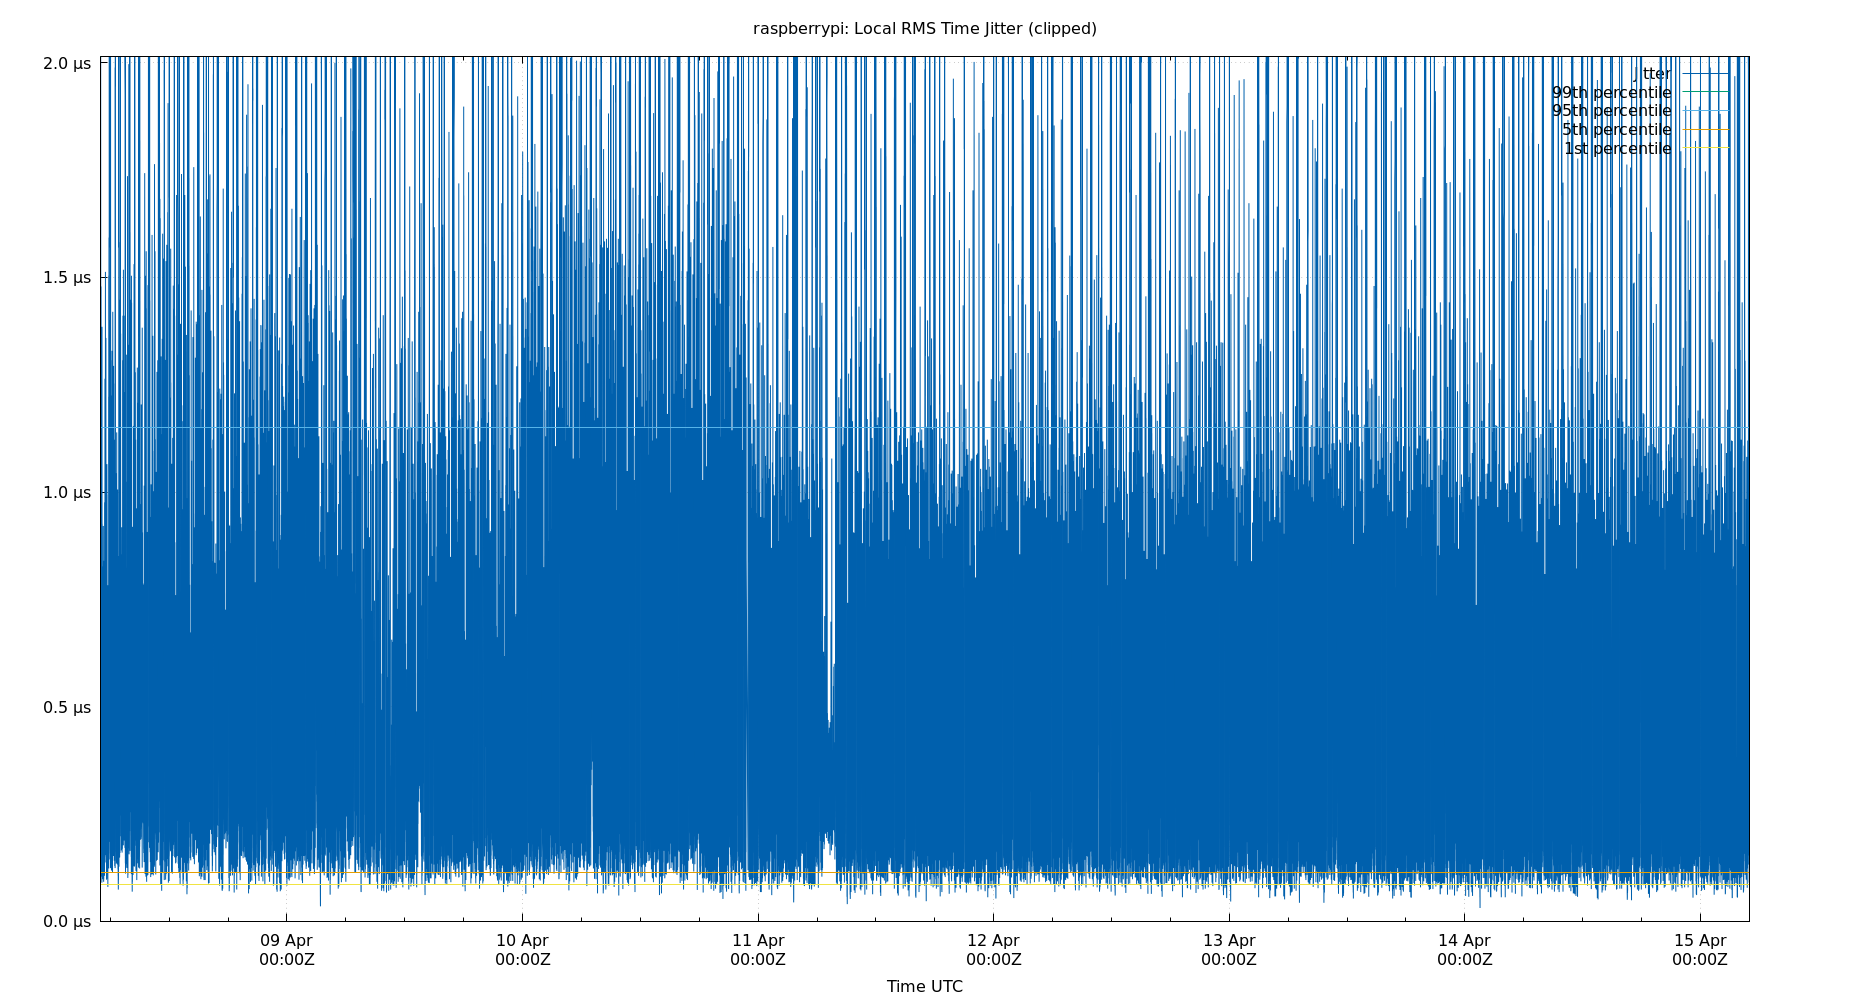 raspberrypi: Local RMS Time Jitter (clipped)
2.0 μs
1.5 μs
1.0 μs
0.5 μs
0.0 μs
Jitter
99th percentile
95th percentile
5th percentile
1st percentile
09 Apr 10 Apr 11 Apr 12 Apr 13 Apr 14 Apr 15 Apr
00:00Z 00:00Z 00:00Z 00:00Z 00:00Z 00:00Z 00:00Z
Time UTC